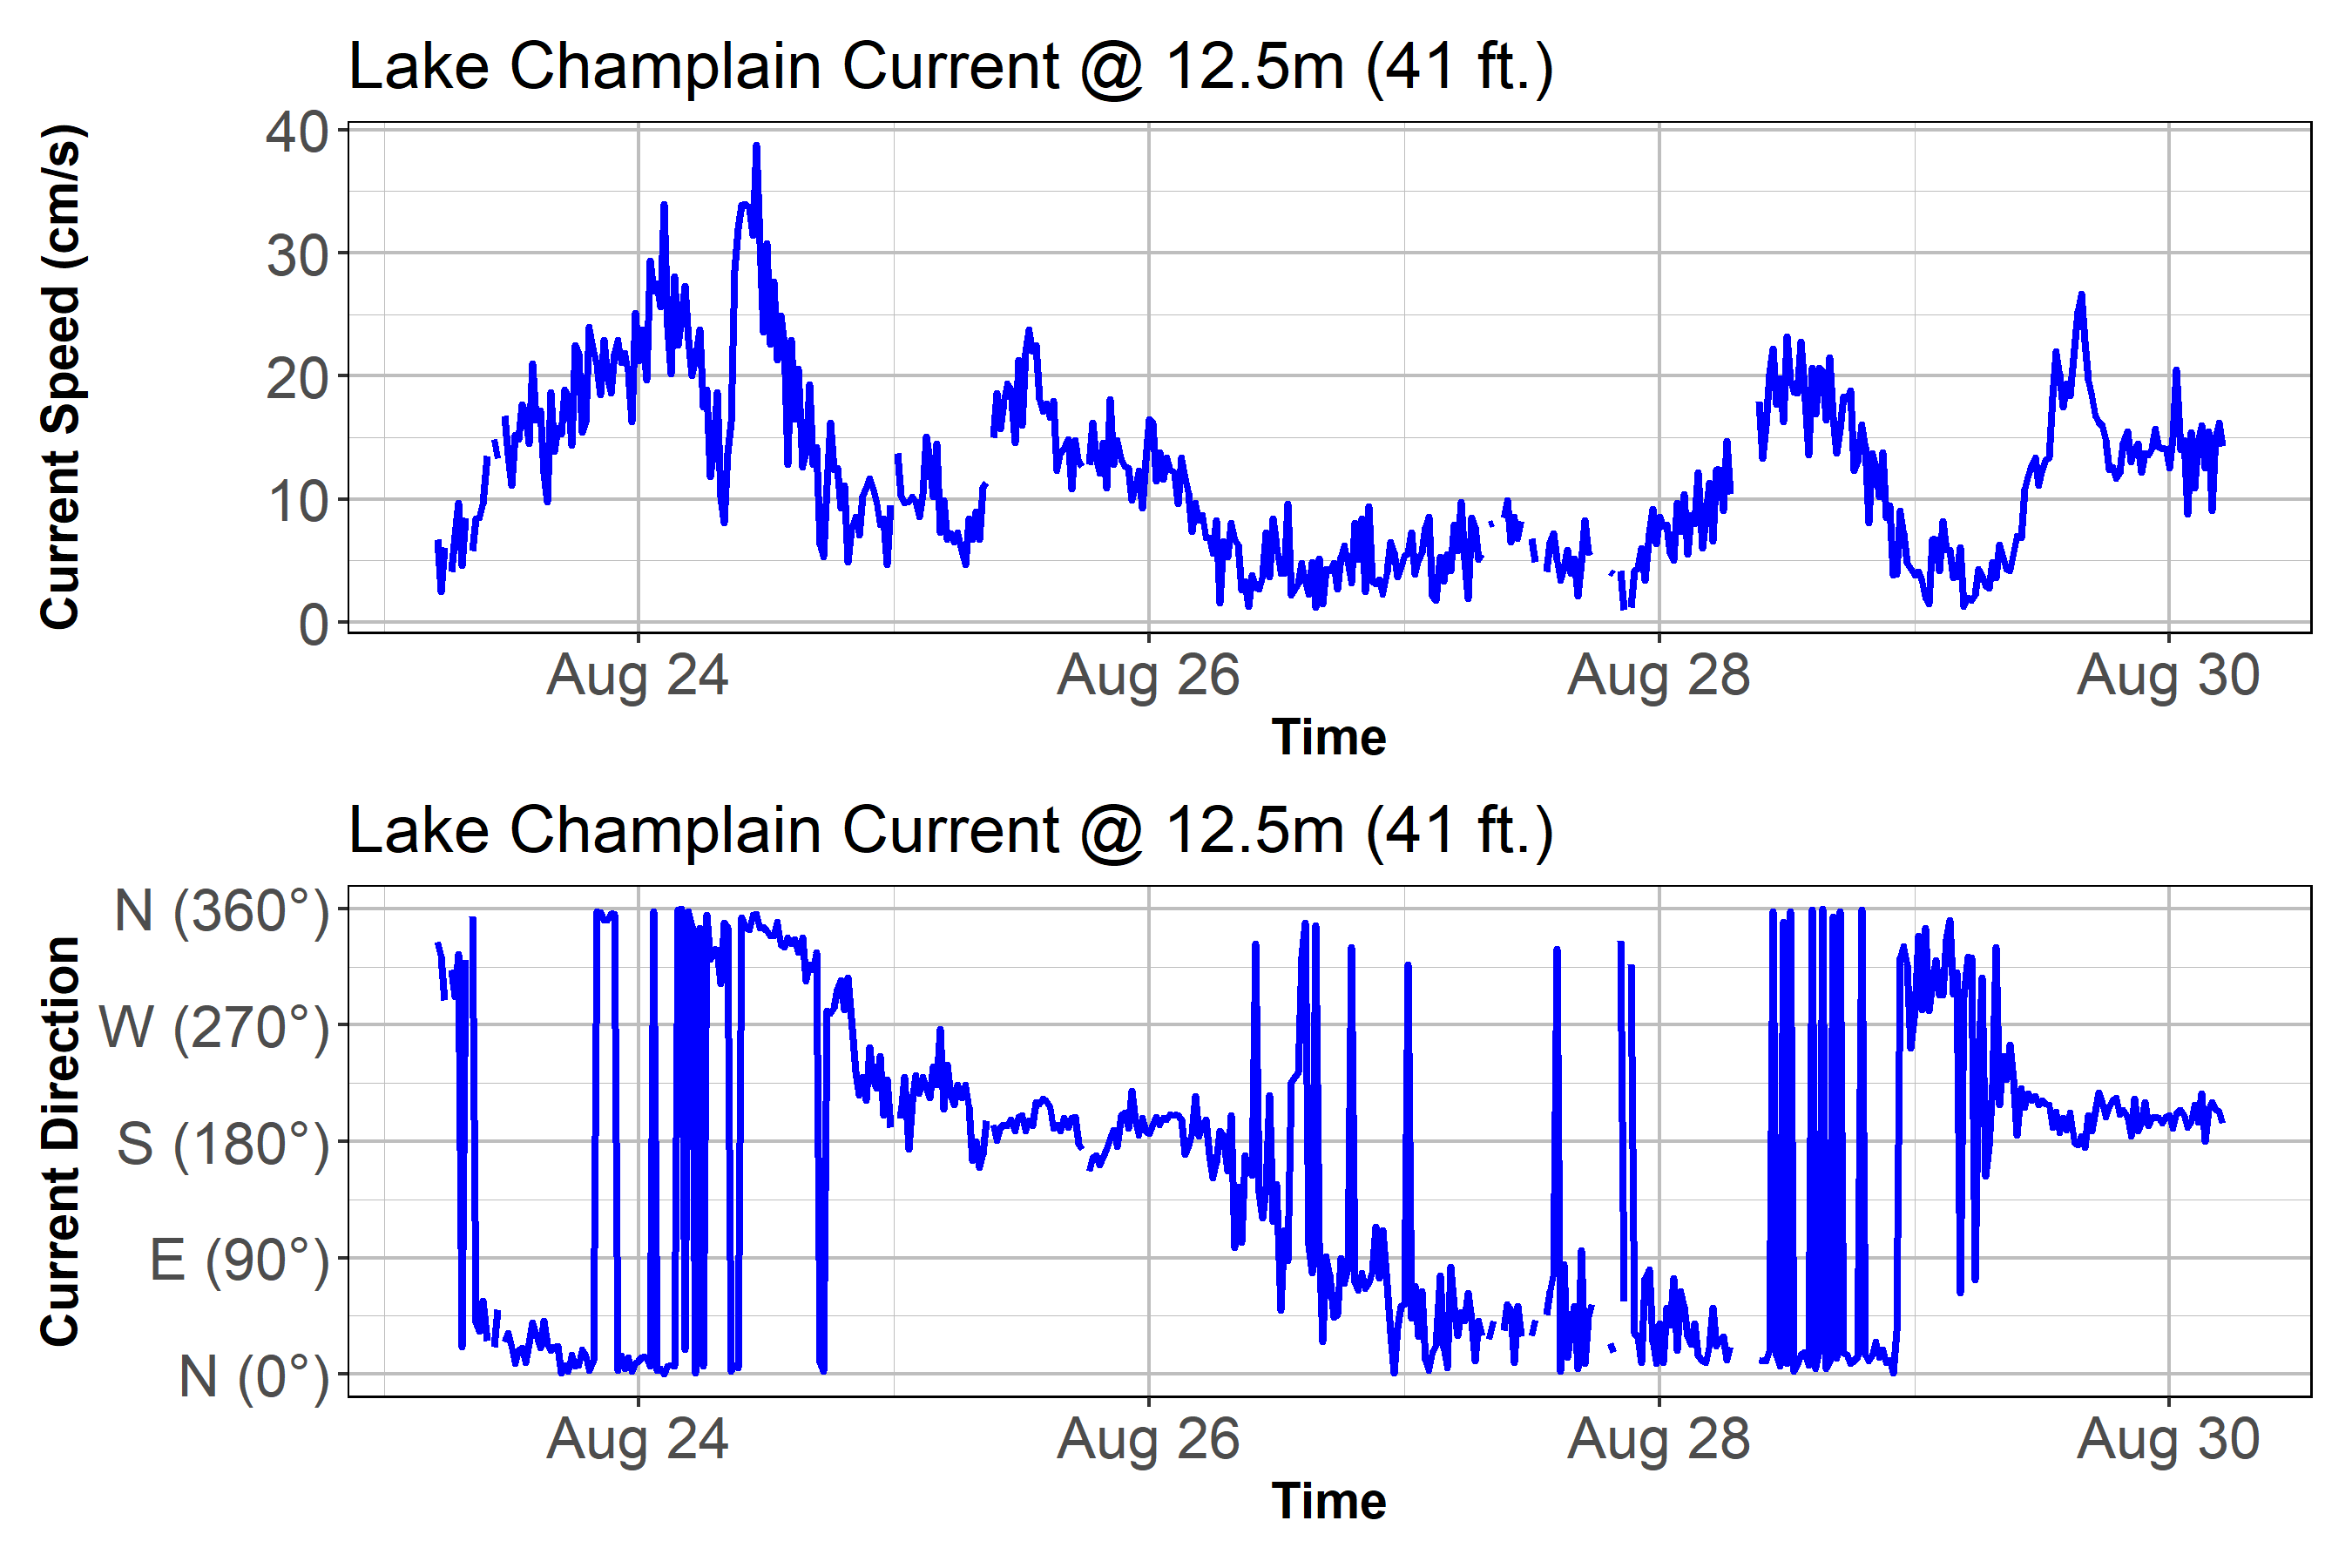 Lake Champlain Current @ 12.5m (41 ft.)
Current Speed (cm/s)
40
30
20
10
0
Aug 24 Aug 26 Aug 28 Aug 30
Time
Lake Champlain Current @ 12.5m (41 ft.)
Current Direction
N (360°)
W (270°)
S (180°)
E (90°)
N (0°)
Aug 24 Aug 26 Aug 28 Aug 30
Time